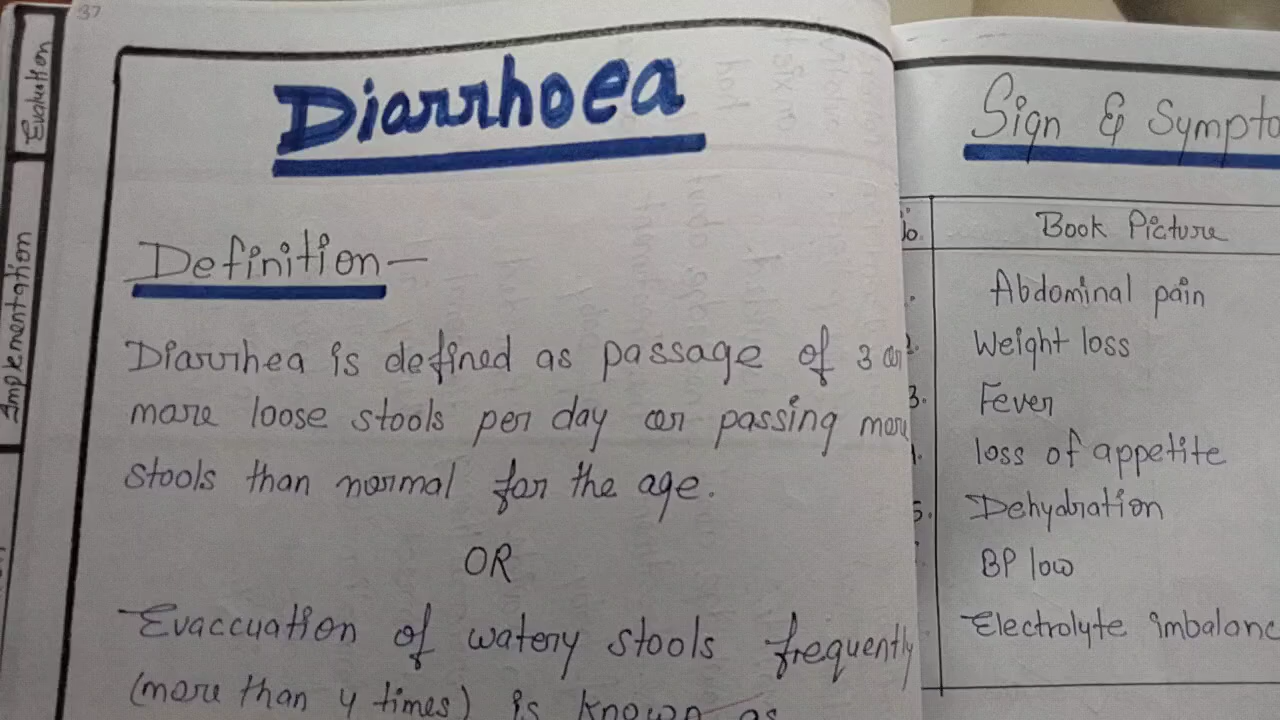 37
Evaluation
Implementation
Diarrhoea
Definition—
Diarrhea is defined as passage of 3 or
more loose stools per day or passing more
stools than normal for the age.
OR
Evaccuation of watery stools frequently
(more than 4 times) is known as
Sign & Sympto
Book Picture
Abdominal pain
2. Weight loss
3. Fever
loss of appetite
5. Dehydration
BP low
Electrolyte imbalanc